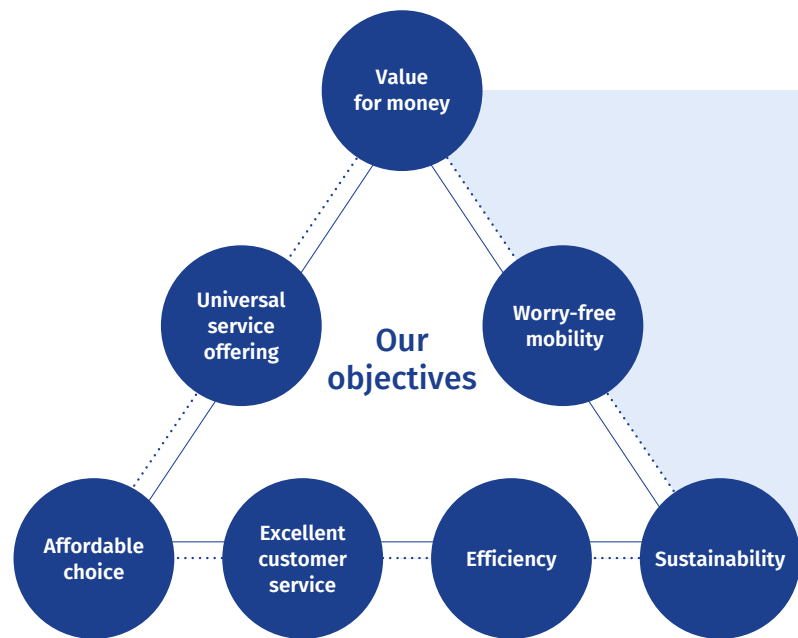 Value
for money
Universal
service
offering
Worry-free
mobility
Our
objectives
Affordable
choice
Excellent
customer
service
Efficiency
Sustainability